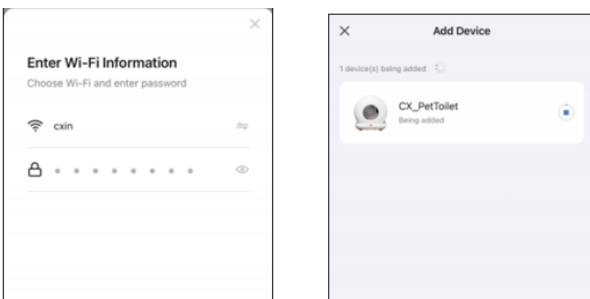 Enter Wi-Fi Information
Choose Wi-Fi and enter password
cxin
Add Device
1 device(s) being added
CX_PetToilet
Being added